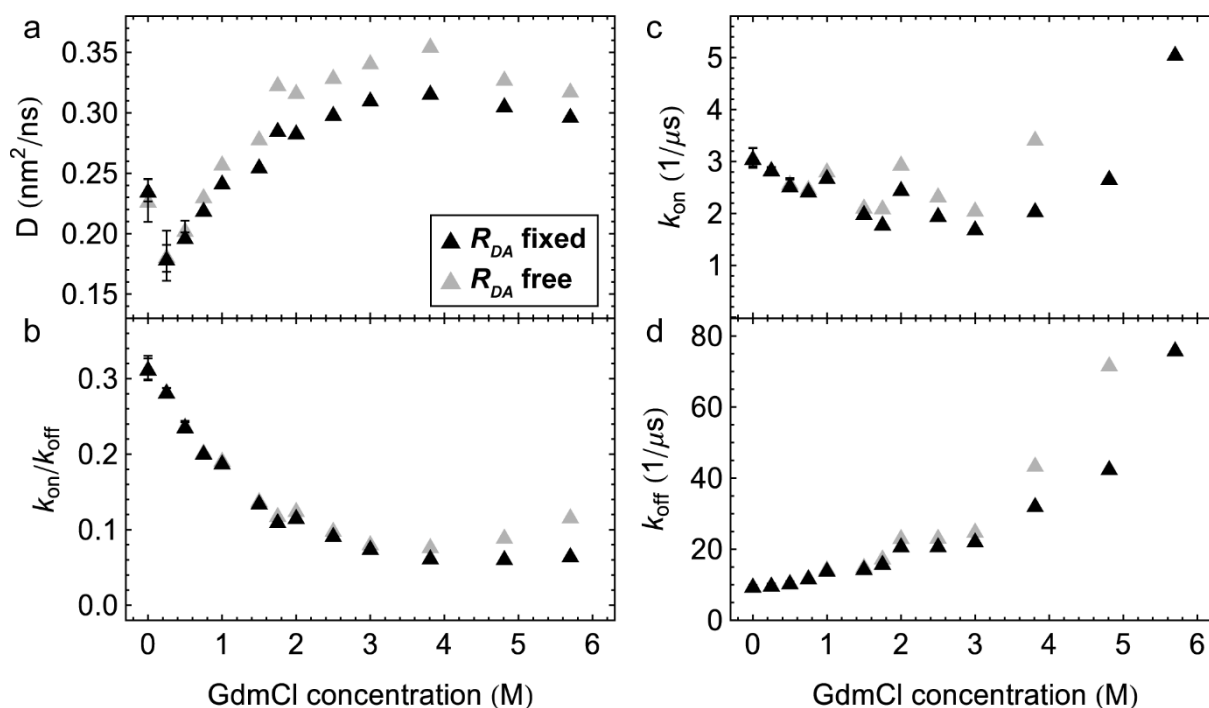 a
0.35
0.30
0.25
0.20
0.15
D (nm²/ns)
R_DA fixed
R_DA free
b
0.3
0.2
0.1
0.0
k_on/k_off
0 1 2 3 4 5 6
GdmCl concentration (M)
c
5
4
3
2
1
k_on (1/μs)
d
80
60
40
20
0
k_off (1/μs)
0 1 2 3 4 5 6
GdmCl concentration (M)